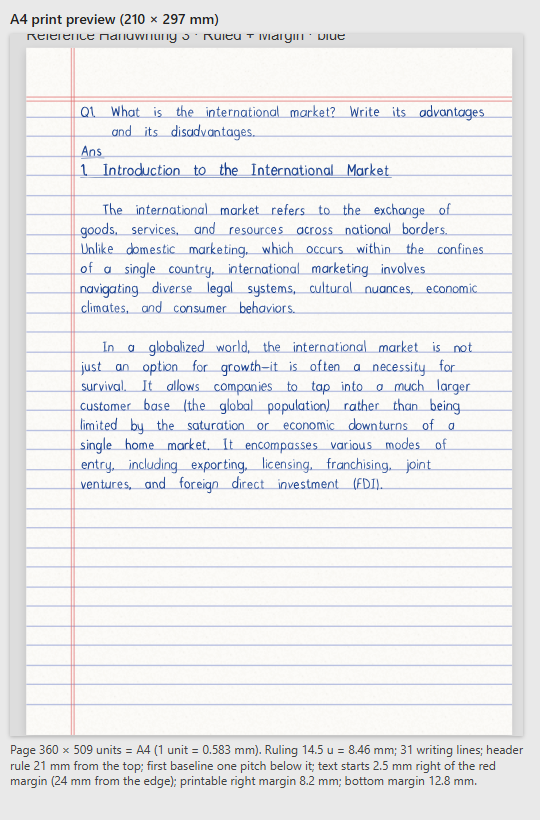 A4 print preview (210 × 297 mm)
Reference Handwriting 3 · Ruled + Margin · blue
Q1. What is the international market? Write its advantages
and its disadvantages.
Ans
1. Introduction to the International Market
The international market refers to the exchange of
goods, services, and resources across national borders.
Unlike domestic marketing, which occurs within the confines
of a single country, international marketing involves
navigating diverse legal systems, cultural nuances, economic
climates, and consumer behaviors.
In a globalized world, the international market is not
just an option for growth—it is often a necessity for
survival. It allows companies to tap into a much larger
customer base (the global population) rather than being
limited by the saturation or economic downturns of a
single home market. It encompasses various modes of
entry, including exporting, licensing, franchising, joint
ventures, and foreign direct investment (FDI).
Page 360 × 509 units = A4 (1 unit = 0.583 mm). Ruling 14.5 u = 8.46 mm; 31 writing lines; header
rule 21 mm from the top; first baseline one pitch below it; text starts 2.5 mm right of the red
margin (24 mm from the edge); printable right margin 8.2 mm; bottom margin 12.8 mm.